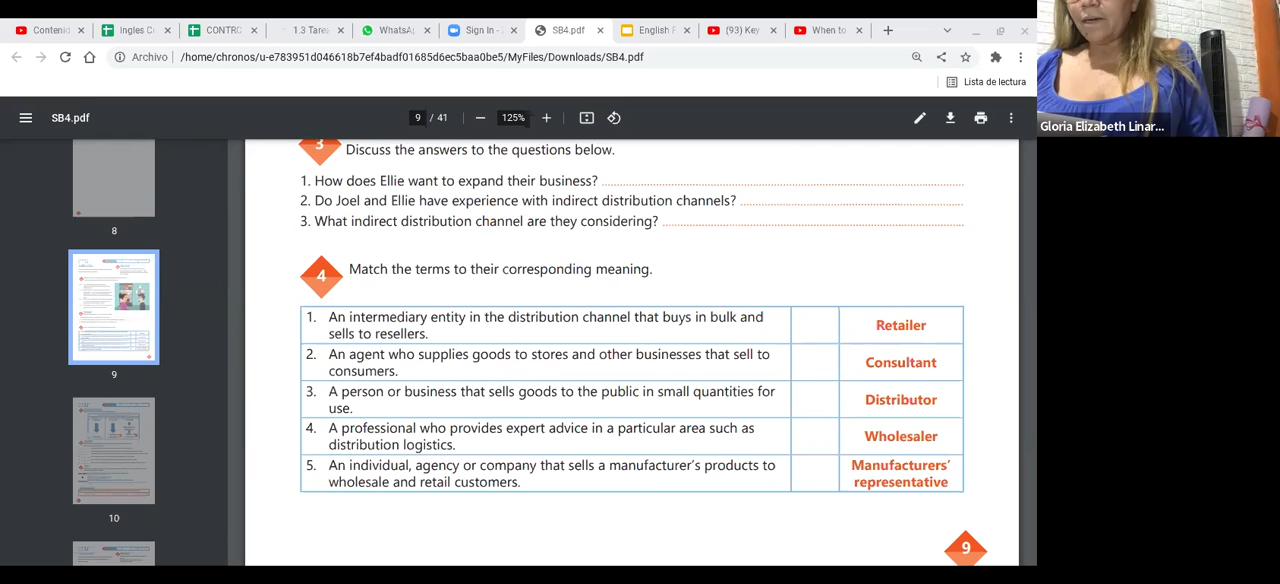 Contenid
Ingles C
CONTRC
1.3 Tarea
WhatsAp
Sign In -
SB4.pdf
English F
(93) Key
When to
Archivo
/home/chronos/u-e783951d046618b7ef4badf01685d6ec5baa0be5/MyFiles/Downloads/SB4.pdf
Lista de lectura
SB4.pdf
9 / 41
125%
Gloria Elizabeth Linar...
8
9
10
3
Discuss the answers to the questions below.
1. How does Ellie want to expand their business?
2. Do Joel and Ellie have experience with indirect distribution channels?
3. What indirect distribution channel are they considering?
4
Match the terms to their corresponding meaning.
1. An intermediary entity in the distribution channel that buys in bulk and
sells to resellers.
Retailer
2. An agent who supplies goods to stores and other businesses that sell to
consumers.
Consultant
3. A person or business that sells goods to the public in small quantities for
use.
Distributor
4. A professional who provides expert advice in a particular area such as
distribution logistics.
Wholesaler
5. An individual, agency or company that sells a manufacturer's products to
wholesale and retail customers.
Manufacturers'
representative
9